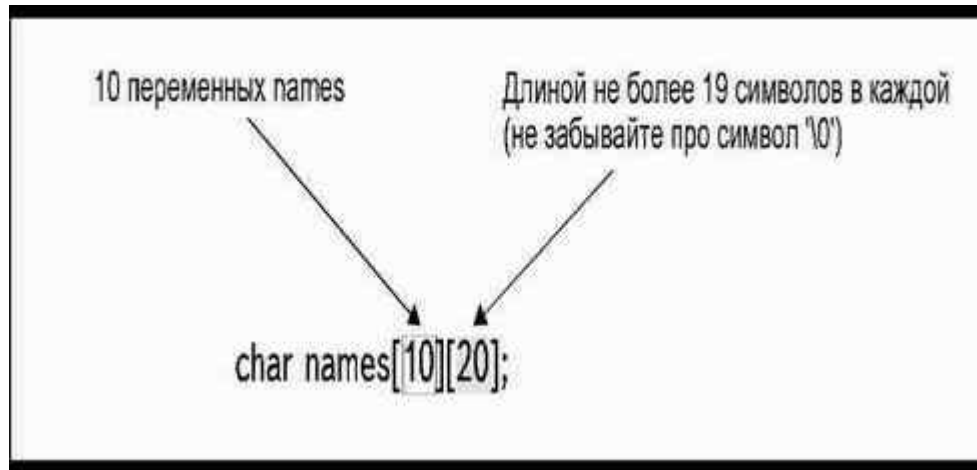 10 переменных names
Длиной не более 19 символов в каждой
(не забывайте про символ '\0')
char names[10][20];